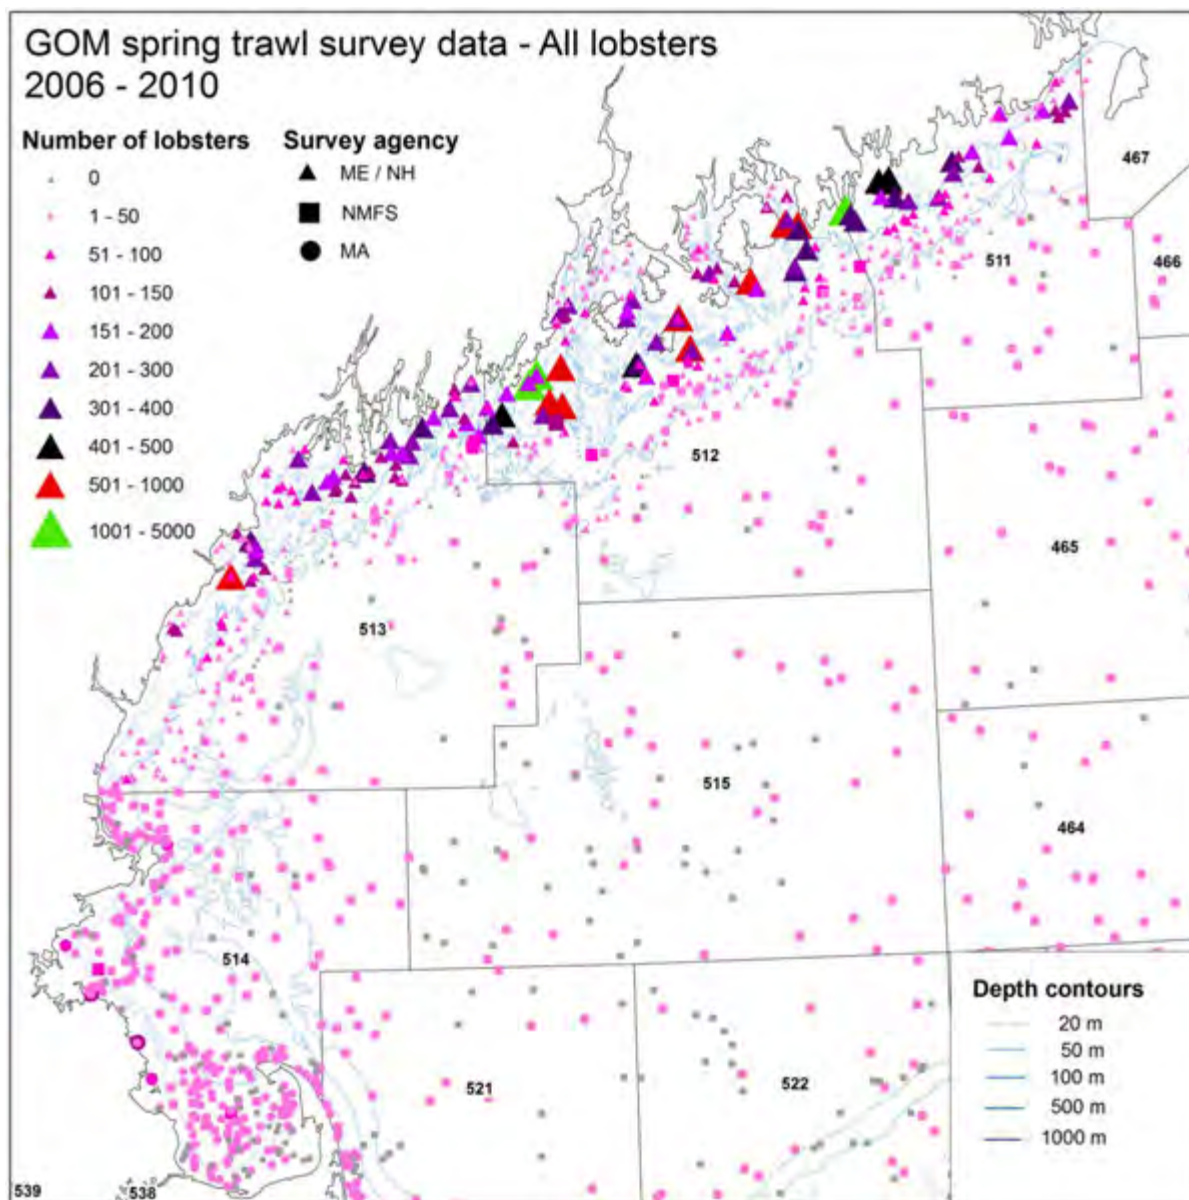 GOM spring trawl survey data - All lobsters
2006 - 2010
Number of lobsters
0
1 - 50
51 - 100
101 - 150
151 - 200
201 - 300
301 - 400
401 - 500
501 - 1000
1001 - 5000
Survey agency
ME / NH
NMFS
MA
467
466
511
512
465
513
515
464
514
521
522
539
538
Depth contours
20 m
50 m
100 m
500 m
1000 m